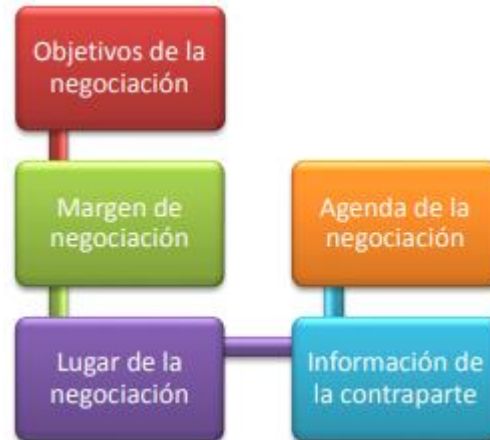 Objetivos de la
negociación
Margen de
negociación
Lugar de la
negociación
Información de
la contraparte
Agenda de la
negociación